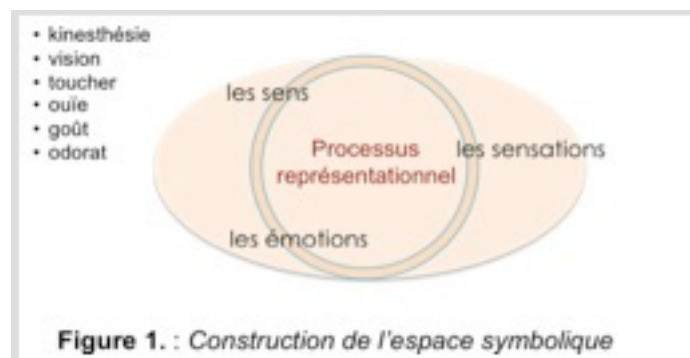 • kinesthésie
• vision
• toucher
• ouïe
• goût
• odorat
les sens
Processus
représentationnel
les sensations
les émotions
Figure 1. : Construction de l'espace symbolique